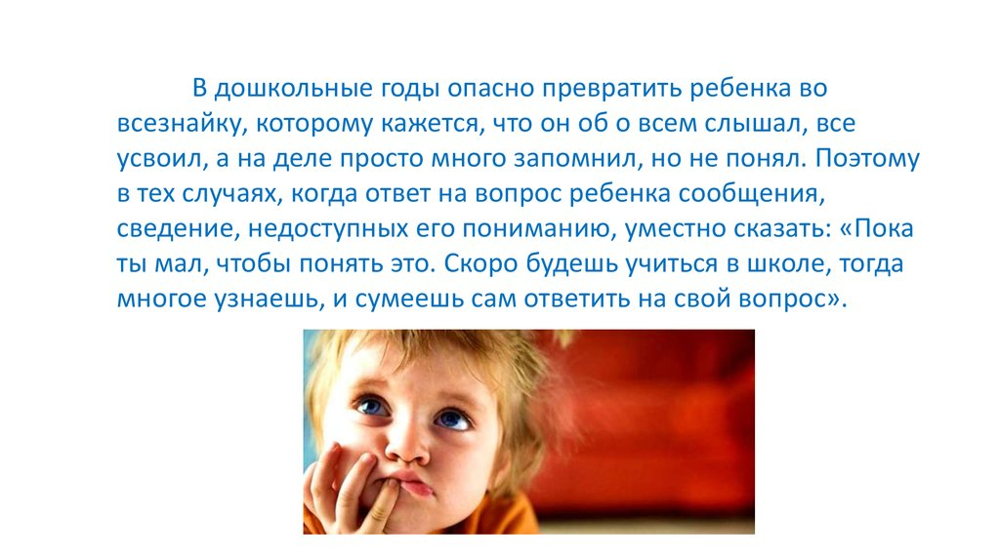 В дошкольные годы опасно превратить ребенка во
всезнайку, которому кажется, что он об о всем слышал, все
усвоил, а на деле просто много запомнил, но не понял. Поэтому
в тех случаях, когда ответ на вопрос ребенка сообщения,
сведение, недоступных его пониманию, уместно сказать: «Пока
ты мал, чтобы понять это. Скоро будешь учиться в школе, тогда
многое узнаешь, и сумеешь сам ответить на свой вопрос».